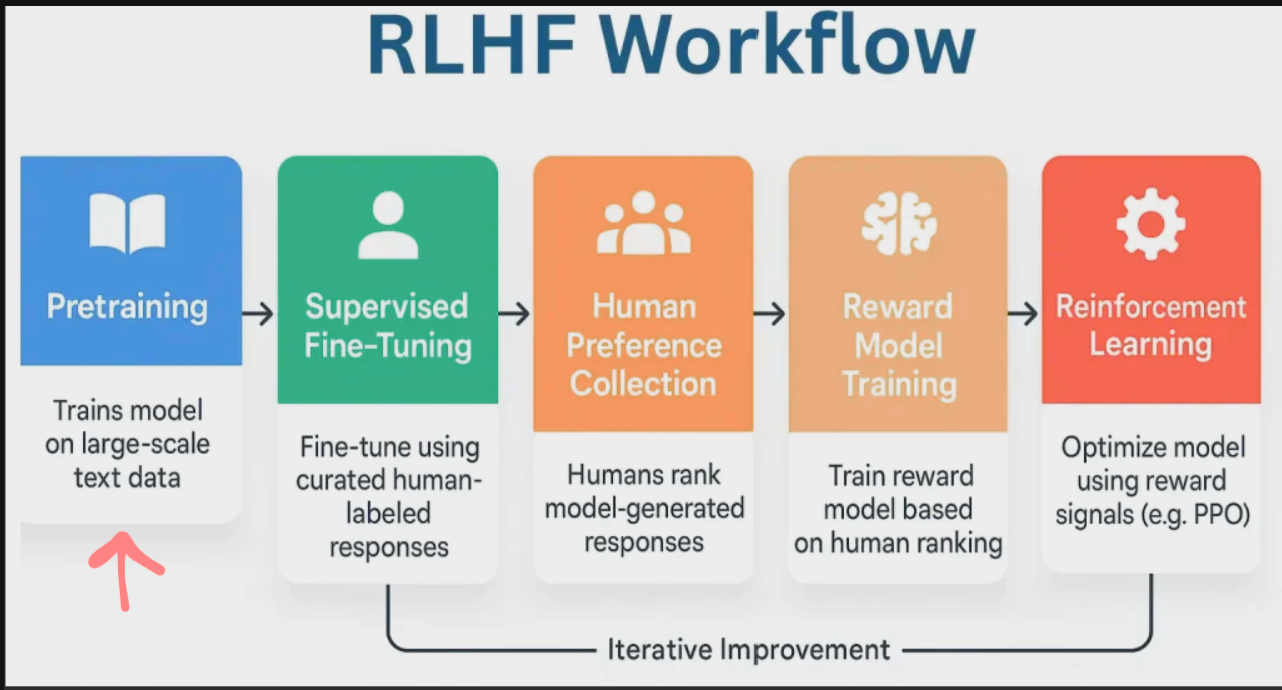 RLHF Workflow
Pretraining
Trains model
on large-scale
text data
Supervised
Fine-Tuning
Fine-tune using
curated human-
labeled
responses
Human
Preference
Collection
Humans rank
model-generated
responses
Reward
Model
Training
Train reward
model based
on human ranking
Reinforcement
Learning
Optimize model
using reward
signals (e.g. PPO)
Iterative Improvement